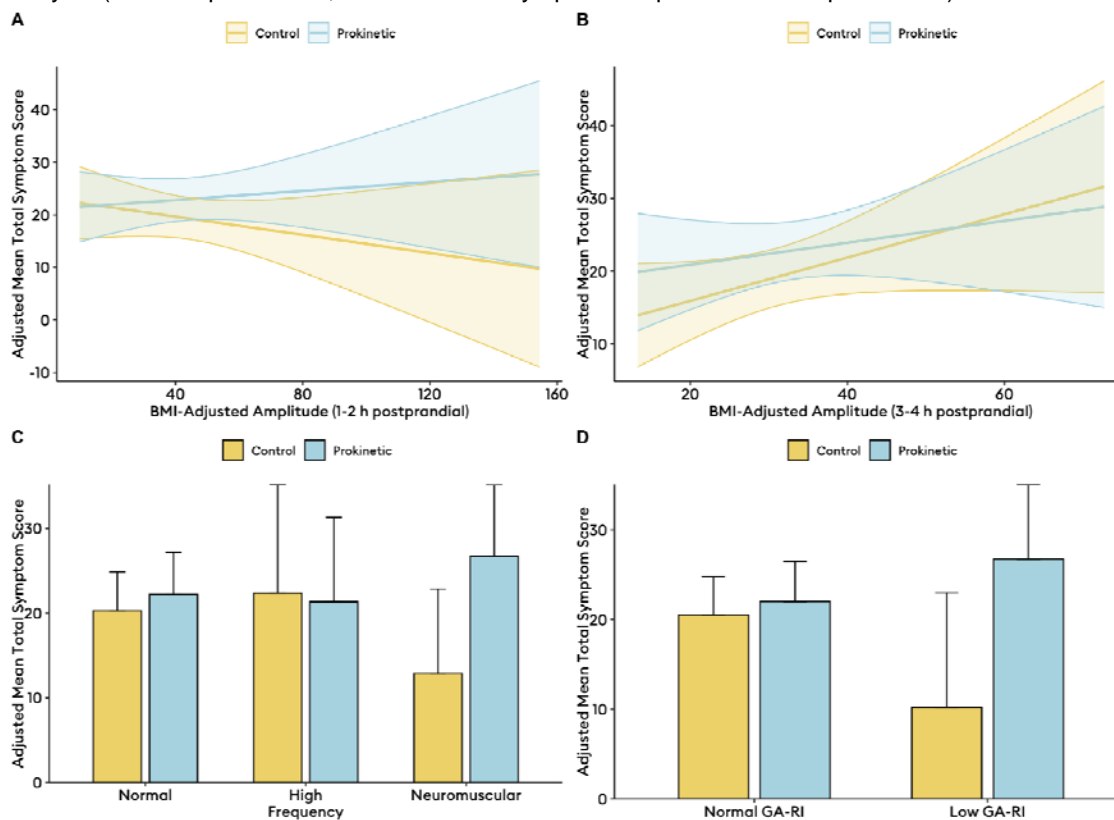 A
Control
Prokinetic
Adjusted Mean Total Symptom Score
40
30
20
10
0
-10
40
80
120
160
BMI-Adjusted Amplitude (1-2 h postprandial)
B
Control
Prokinetic
Adjusted Mean Total Symptom Score
40
30
20
10
20
40
60
BMI-Adjusted Amplitude (3-4 h postprandial)
C
Control
Prokinetic
Adjusted Mean Total Symptom Score
30
20
10
0
Normal
High
Frequency
Neuromuscular
D
Control
Prokinetic
Adjusted Mean Total Symptom Score
30
20
10
0
Normal GA-RI
Low GA-RI